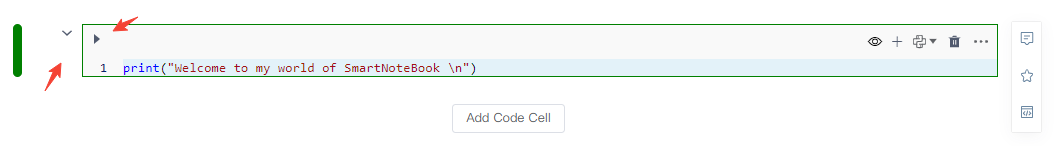 1 print("Welcome to my world of SmartNoteBook \n")
Add Code Cell